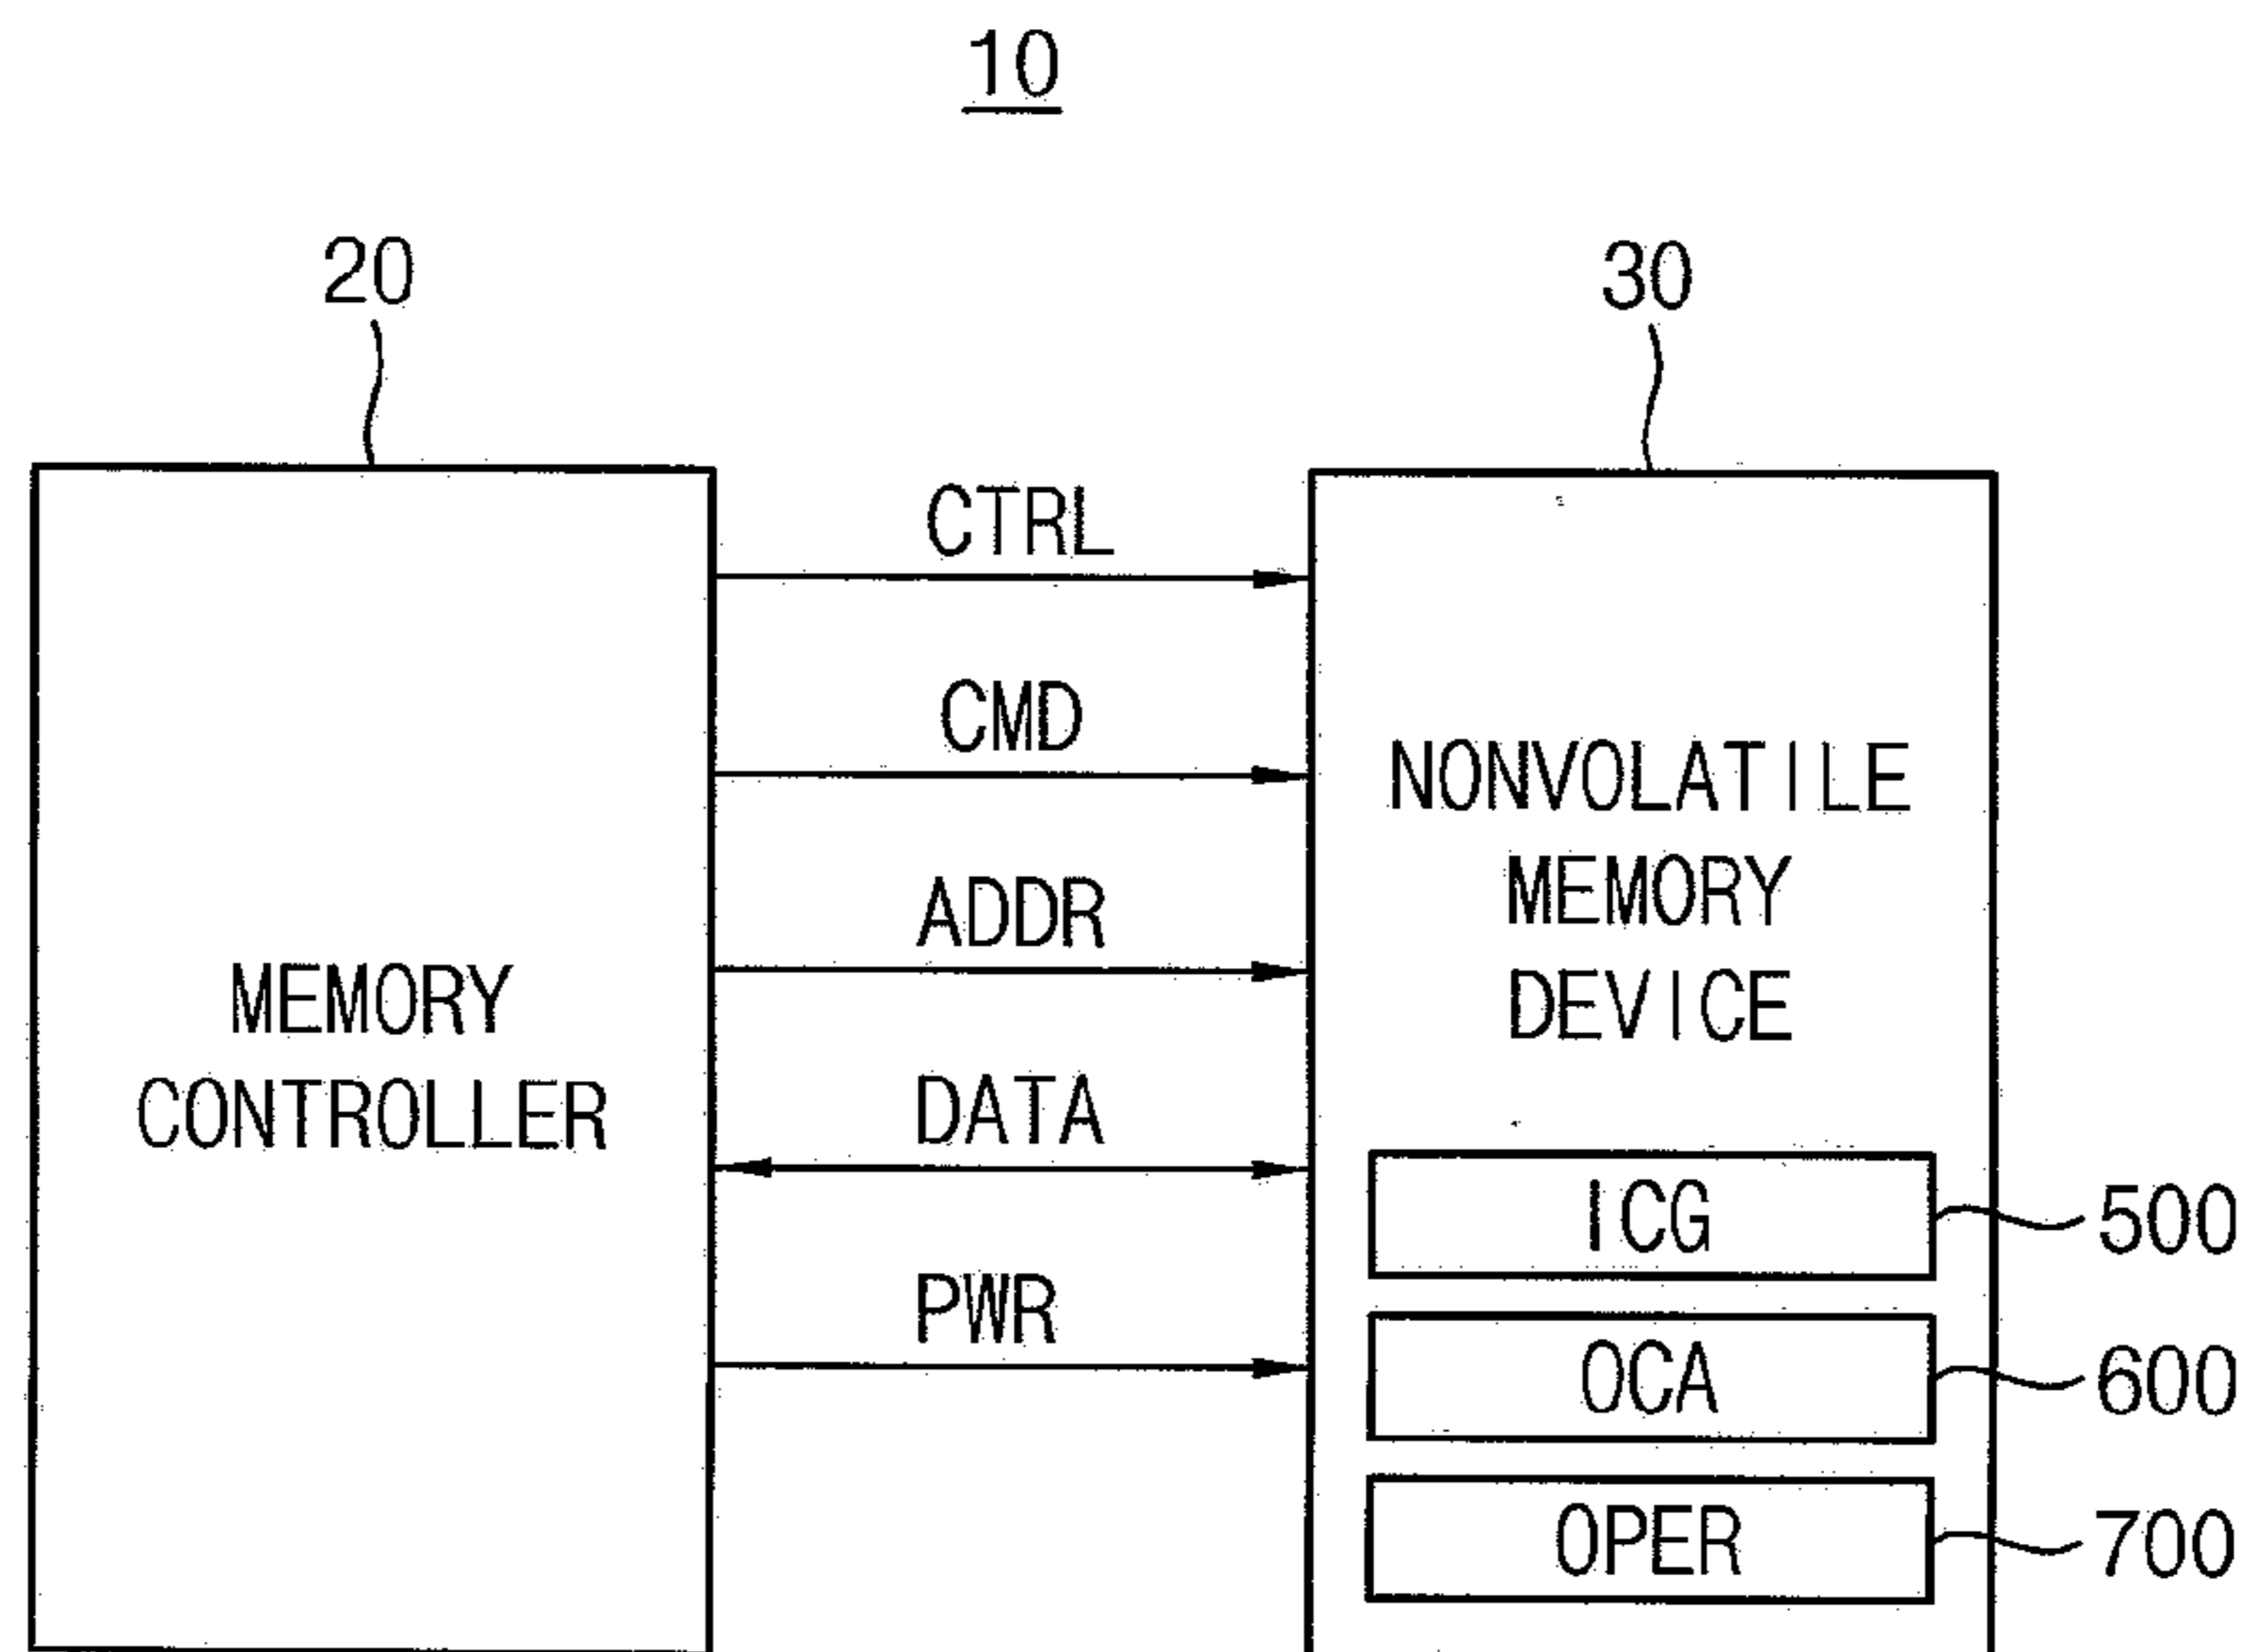 10
20
30
CTRL
CMD
ADDR
DATA
PWR
MEMORY
CONTROLLER
NONVOLATILE
MEMORY
DEVICE
ICG
500
OCA
600
OPER
700